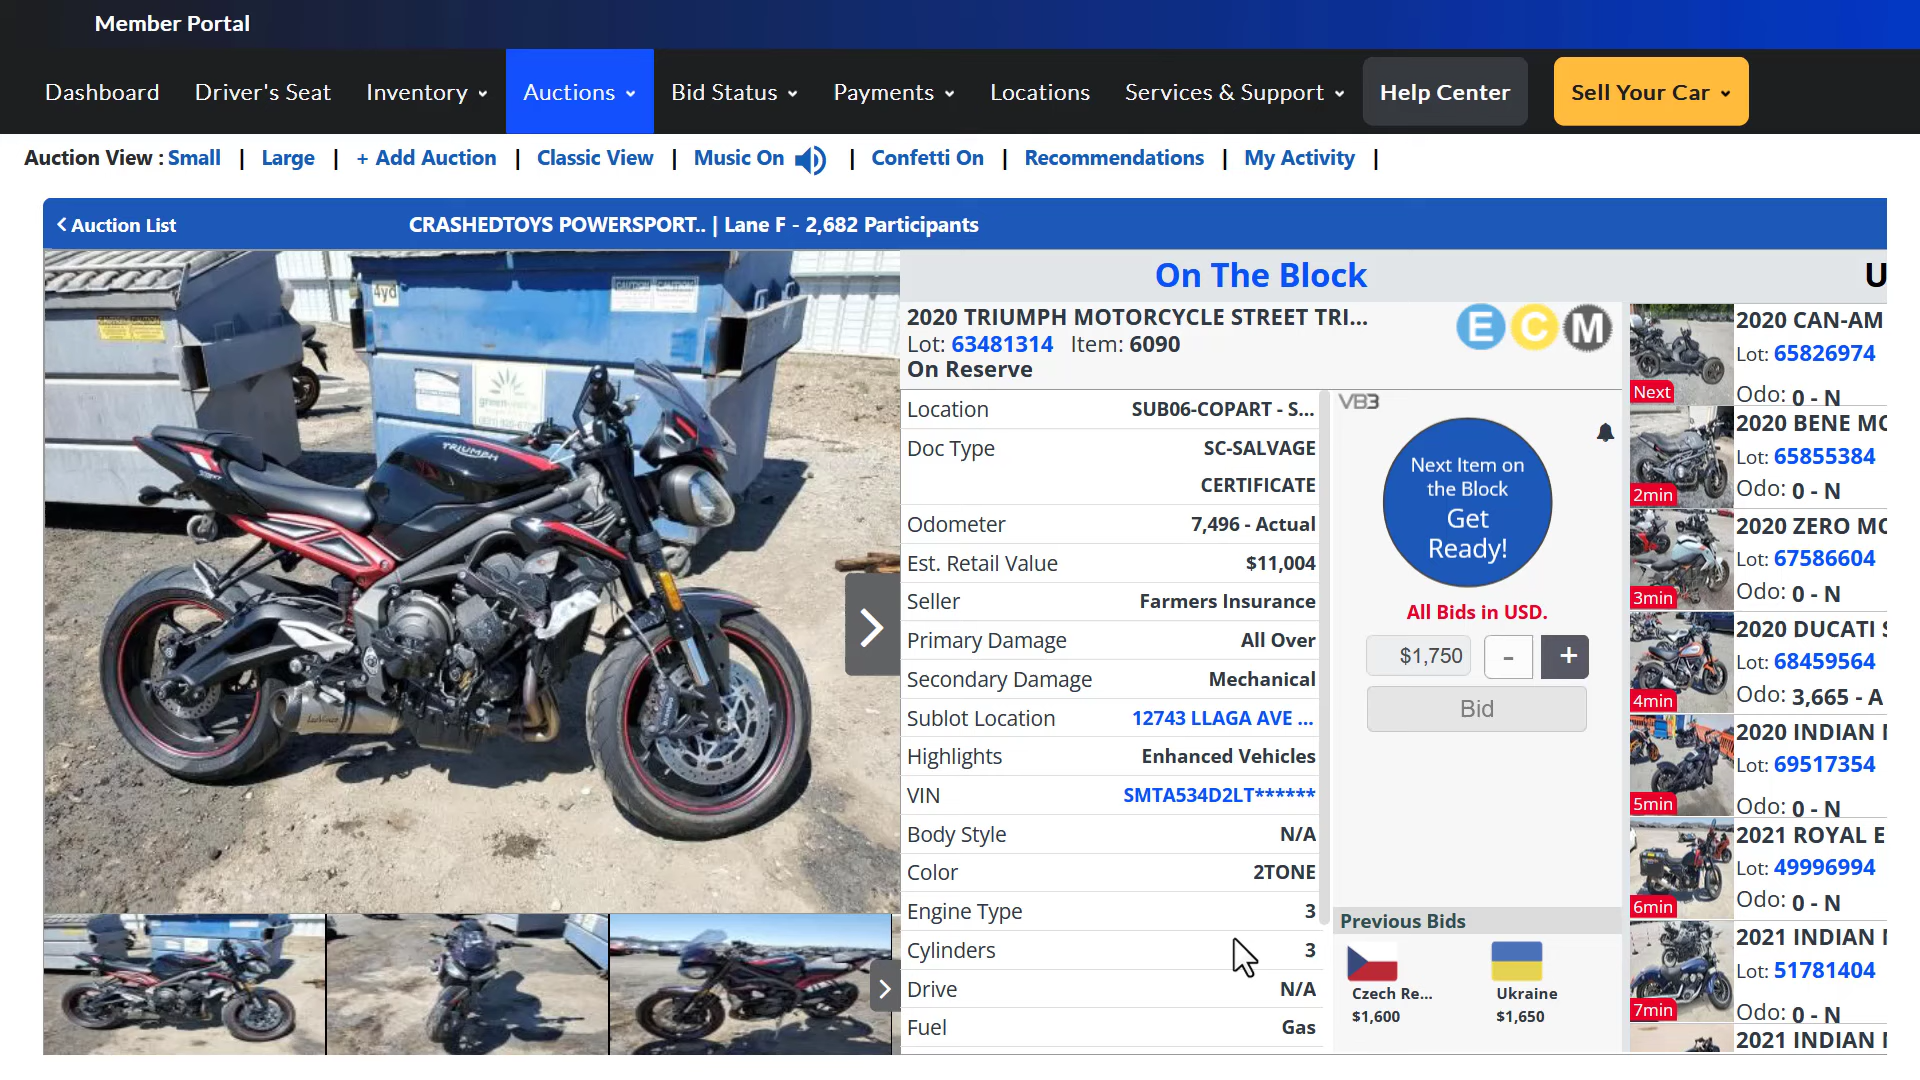 Member Portal
Dashboard Driver's Seat Inventory Auctions Bid Status Payments Locations Services & Support Help Center Sell Your Car
Auction View : Small | Large | + Add Auction | Classic View | Music On | Confetti On | Recommendations | My Activity |
Auction List
CRASHEDTOYS POWERSPORT.. | Lane F - 2,682 Participants
4yd
CAUTION CAUTION
TRIUMPH
On The Block
2020 TRIUMPH MOTORCYCLE STREET TRI...
Lot: 63481314 Item: 6090
On Reserve
E C M
Location SUB06-COPART - S...
Doc Type SC-SALVAGE
CERTIFICATE
Odometer 7,496 - Actual
Est. Retail Value $11,004
Seller Farmers Insurance
Primary Damage All Over
Secondary Damage Mechanical
Sublot Location 12743 LLAGA AVE ...
Highlights Enhanced Vehicles
VIN SMTA534D2LT******
Body Style N/A
Color 2TONE
Engine Type 3
Cylinders 3
Drive N/A
Fuel Gas
VB3
Next Item on
the Block
Get
Ready!
All Bids in USD.
$1,750 - +
Bid
Previous Bids
Czech Re...
$1,600
Ukraine
$1,650
U
2020 CAN-AM
Lot: 65826974
Next
Odo: 0 - N
2020 BENE MO
Lot: 65855384
2min
Odo: 0 - N
2020 ZERO MO
Lot: 67586604
3min
Odo: 0 - N
2020 DUCATI S
Lot: 68459564
4min
Odo: 3,665 - A
2020 INDIAN
Lot: 69517354
5min
Odo: 0 - N
2021 ROYAL E
Lot: 49996994
6min
Odo: 0 - N
2021 INDIAN
Lot: 51781404
7min
Odo: 0 - N
2021 INDIAN